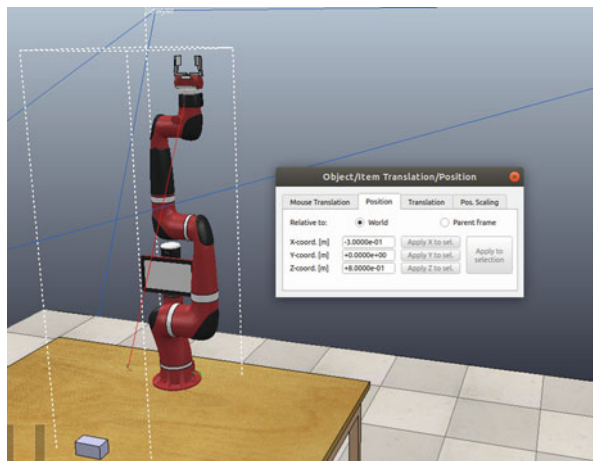 Object/Item Translation/Position
Mouse Translation Position Translation Pos. Scaling
Relative to: World Parent frame
X-coord. [m] -3.0000e-01 Apply X to sel.
Y-coord. [m] +0.0000e+00 Apply Y to sel.
Z-coord. [m] +8.0000e-01 Apply Z to sel.
Apply to
selection